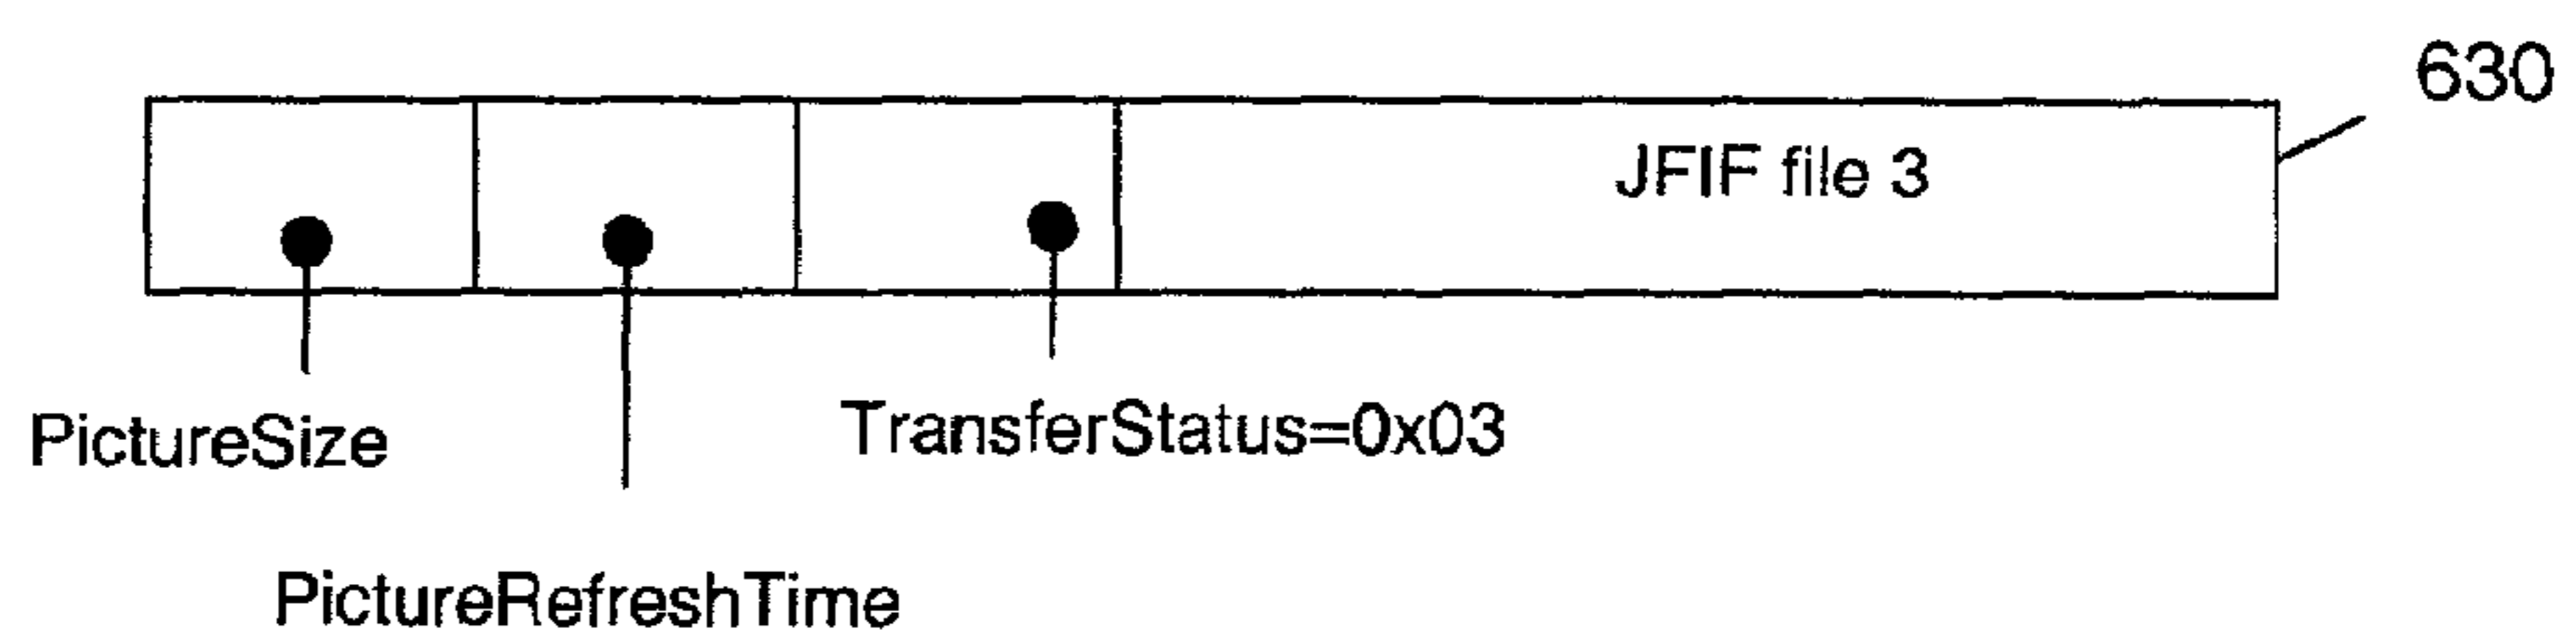 630
JFIF file 3
PictureSize
TransferStatus=0x03
PictureRefreshTime